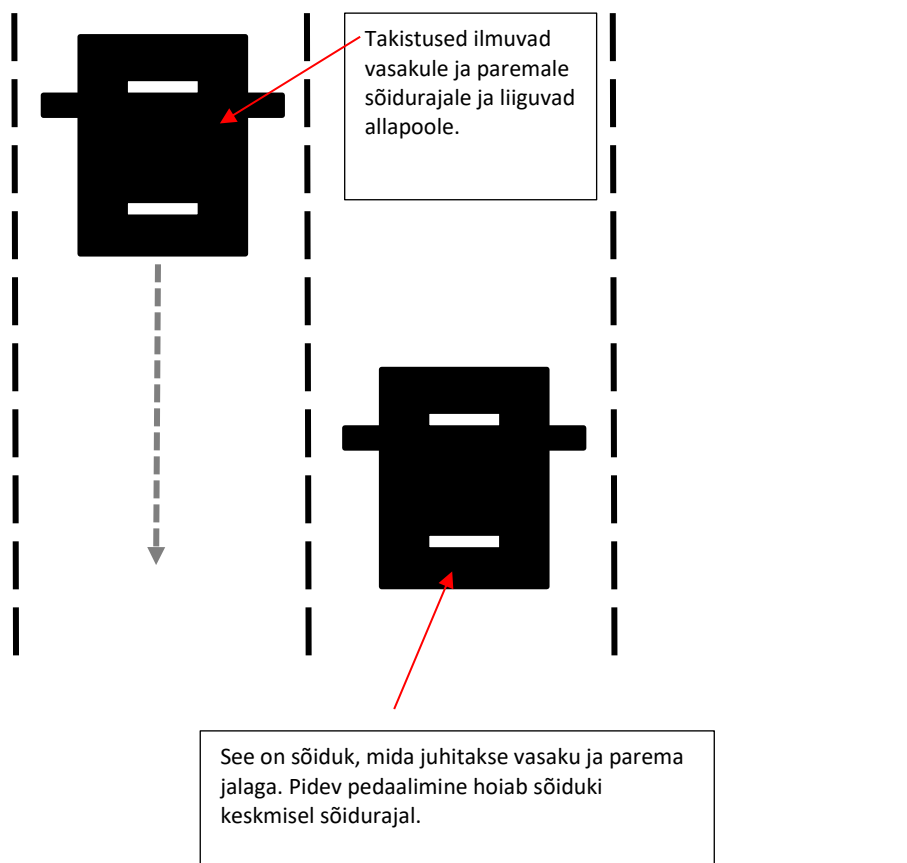 Takistused ilmuvad
vasakule ja paremale
sõidurajale ja liiguvad
allapoole.
See on sõiduk, mida juhitakse vasaku ja parema
jalaga. Pidev pedaalimine hoiab sõiduki
keskmisel sõidurajal.